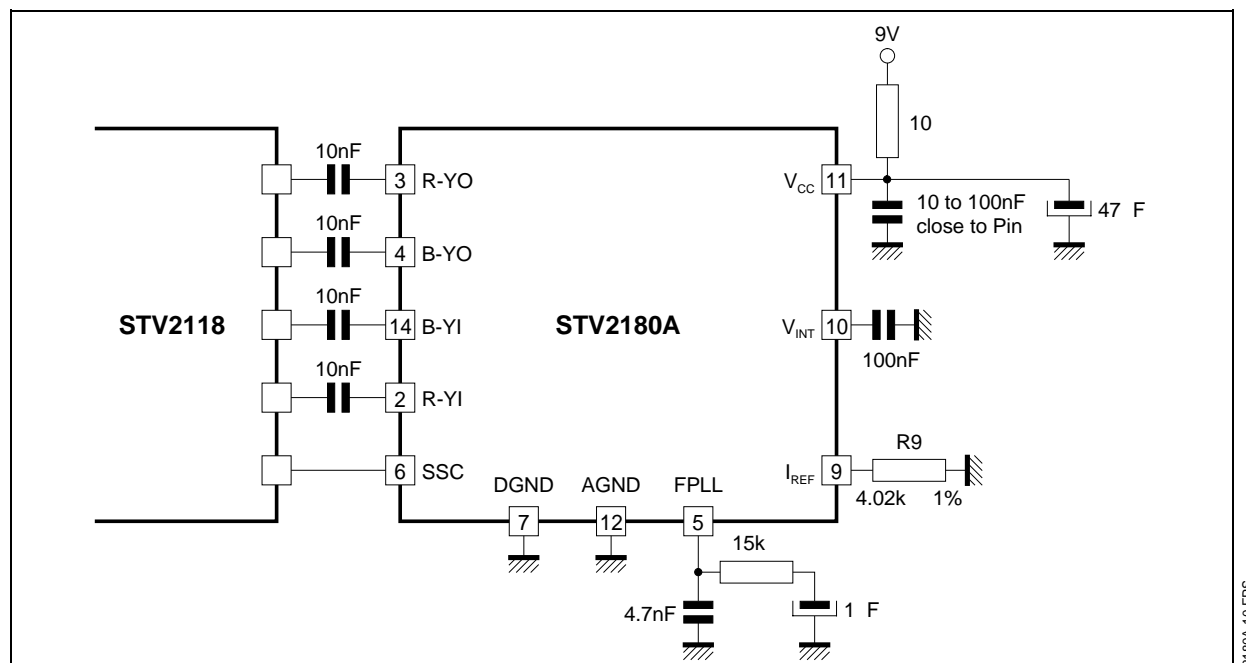 9V
10
10nF
3 R-YO
V_CC 11
10 to 100nF
close to Pin
47 F
10nF
4 B-YO
STV2118
10nF
14 B-YI
STV2180A
V_INT 10
100nF
10nF
2 R-YI
R9
6 SSC
I_REF 9
4.02k 1%
DGND AGND FPLL
7 12 5
15k
4.7nF
1 F